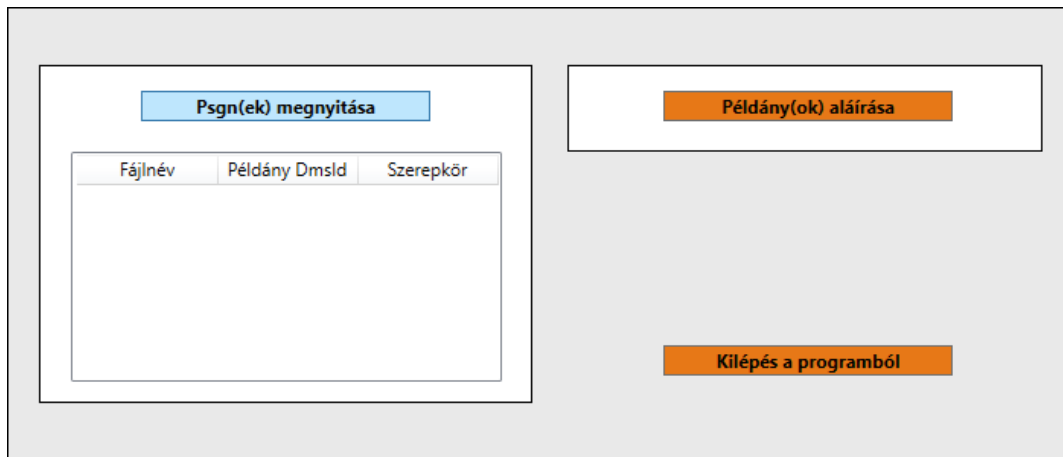 Psgn(ek) megnyitása
Fájlnév Példány DmsId Szerepkör
Példány(ok) aláírása
Kilépés a programból